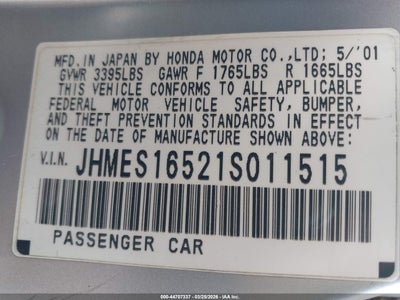 MFD.IN JAPAN BY HONDA MOTOR CO.,LTD; 5/'01
GVWR 3395LBS GAWR F 1765LBS R 1665LBS
THIS VEHICLE CONFORMS TO ALL APPLICABLE
FEDERAL MOTOR VEHICLE SAFETY, BUMPER,
AND THEFT PREVENTION STANDARDS IN EFFECT
ON THE DATE OF MANUFACTURE SHOWN ABOVE:
V.I.N. JHMES16521S011515
PASSENGER CAR
© 44707337 - 03/28/2026 - IAA Inc.